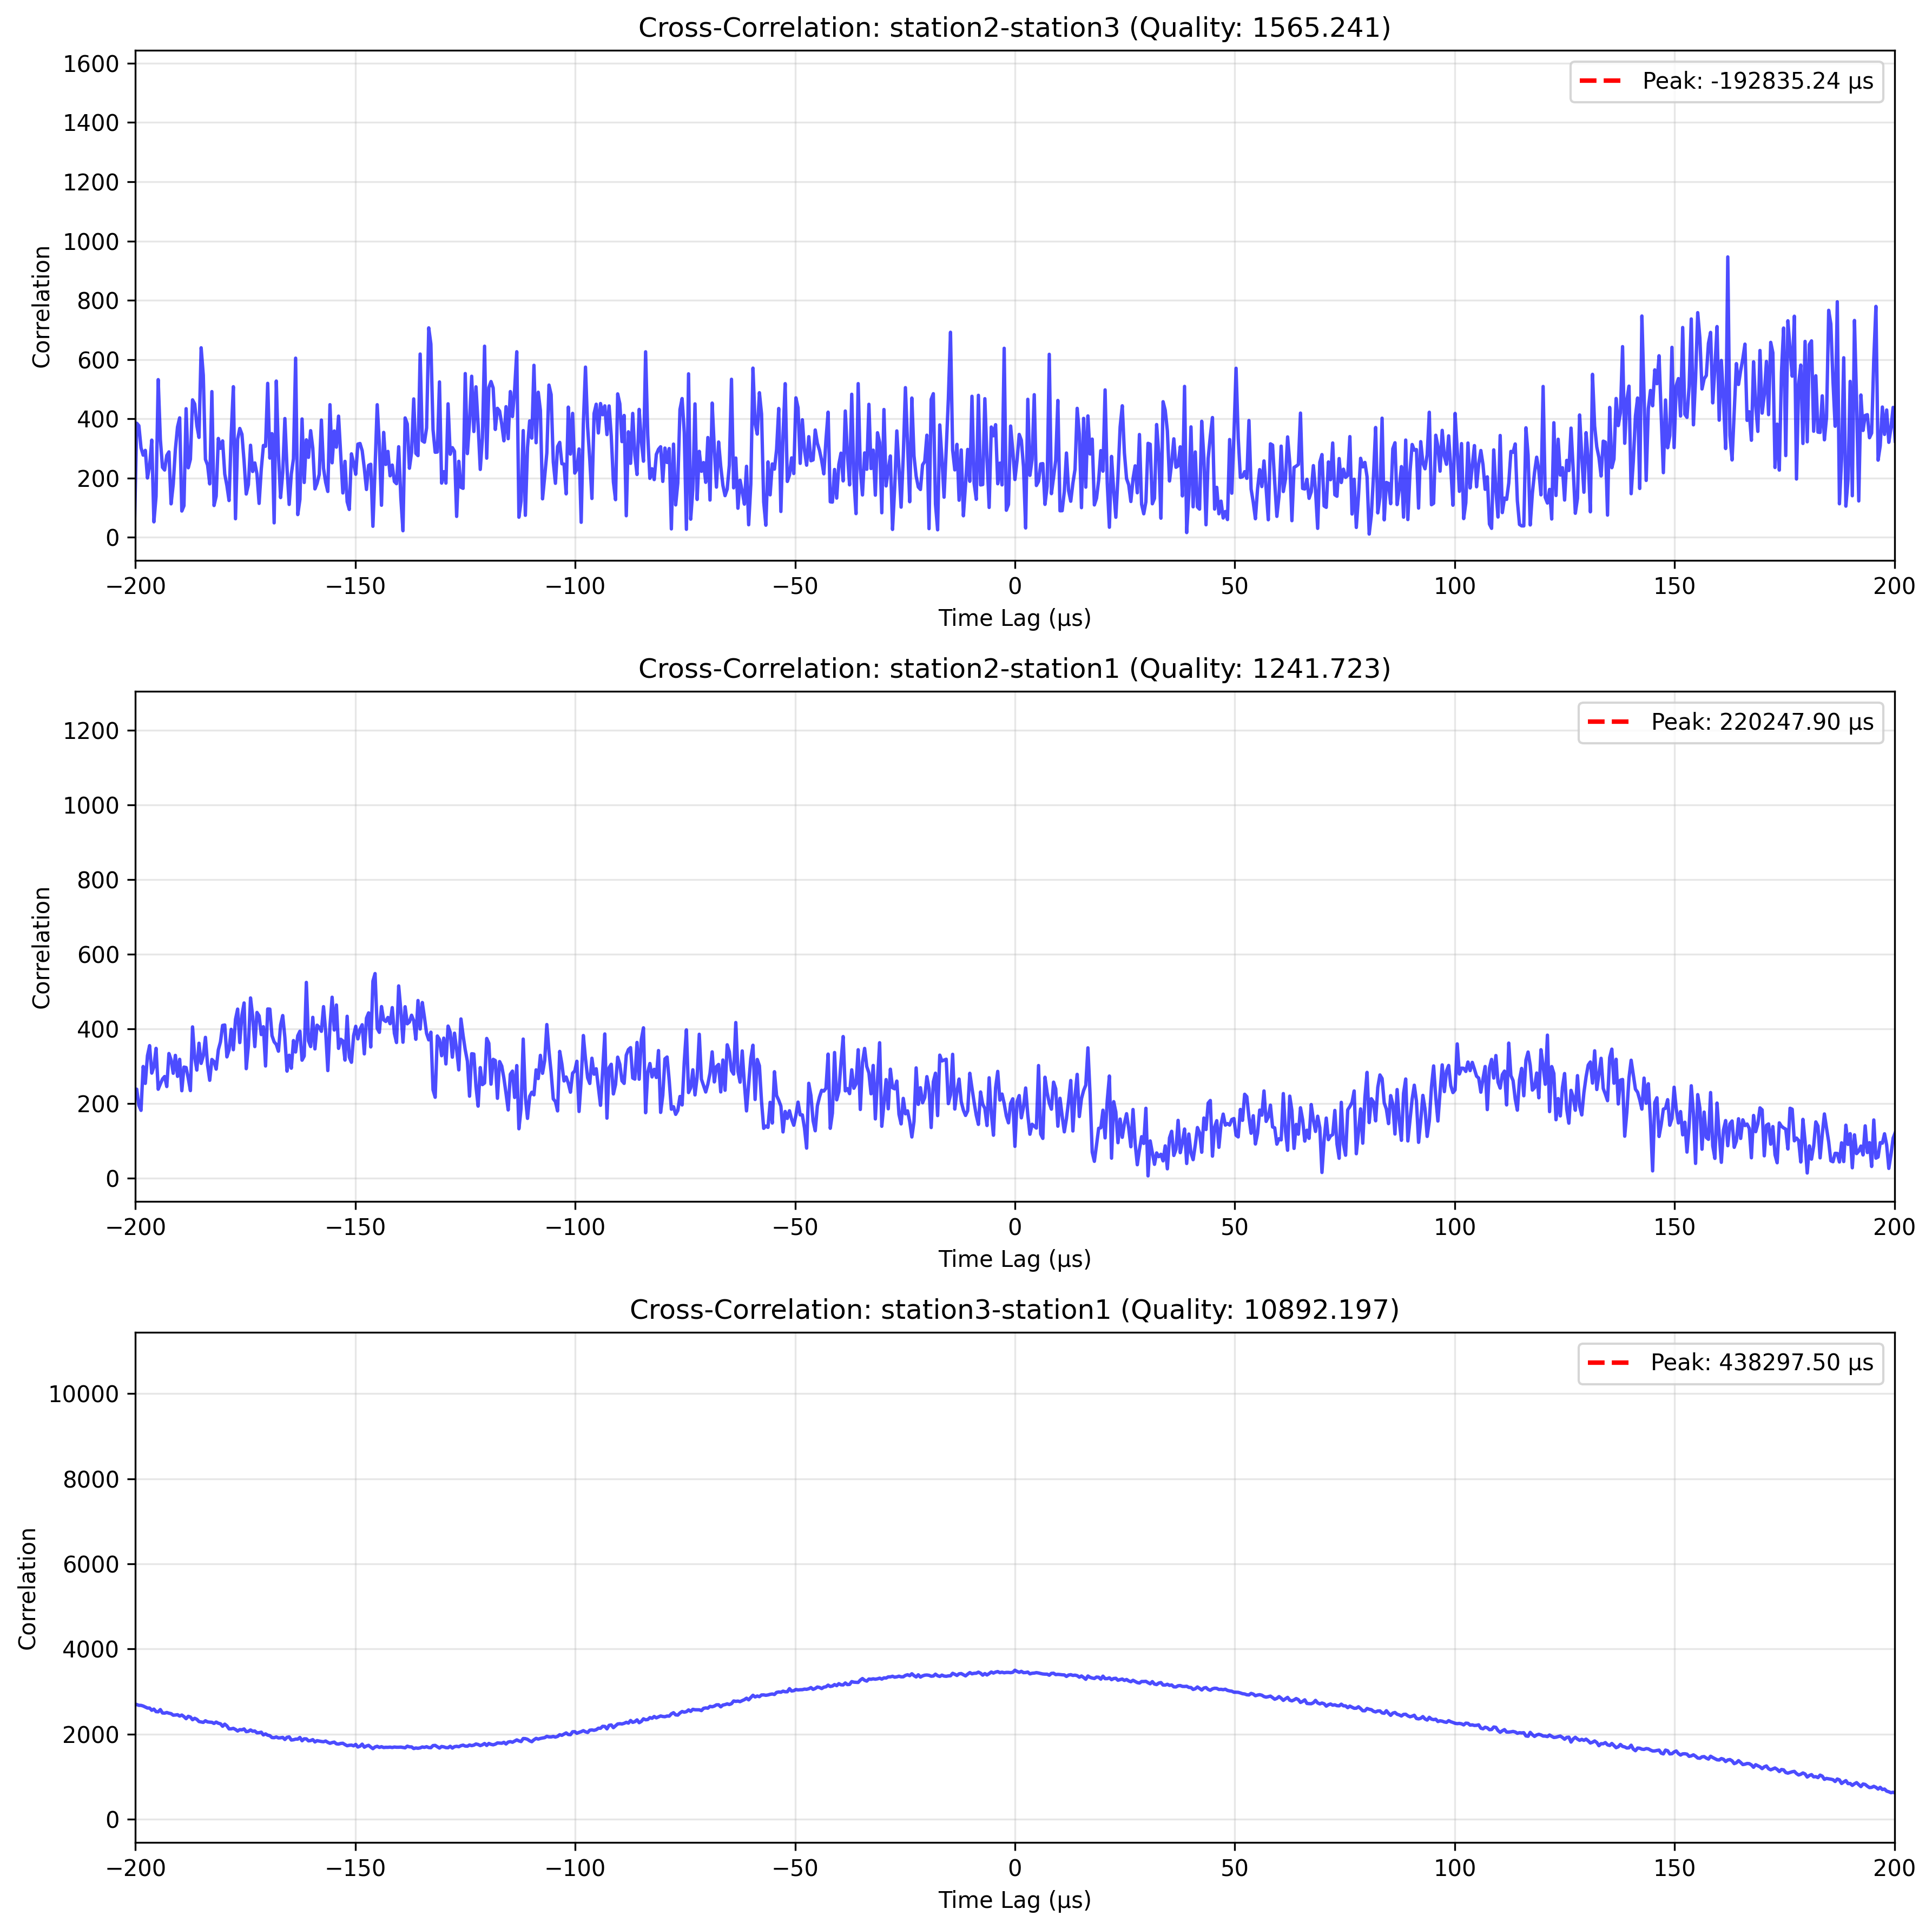 Cross-Correlation: station2-station3 (Quality: 1565.241)
Peak: -192835.24 µs
1600
1400
1200
1000
800
600
400
200
0
Correlation
−200 −150 −100 −50 0 50 100 150 200
Time Lag (µs)
Cross-Correlation: station2-station1 (Quality: 1241.723)
Peak: 220247.90 µs
1200
1000
800
600
400
200
0
Correlation
−200 −150 −100 −50 0 50 100 150 200
Time Lag (µs)
Cross-Correlation: station3-station1 (Quality: 10892.197)
Peak: 438297.50 µs
10000
8000
6000
4000
2000
0
Correlation
−200 −150 −100 −50 0 50 100 150 200
Time Lag (µs)